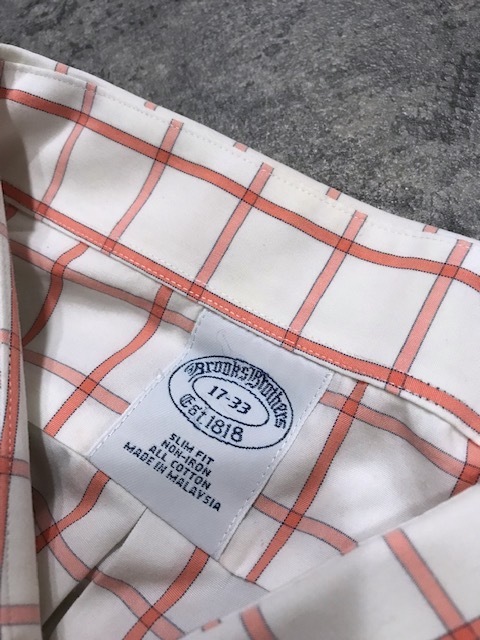 Brooks Brothers
17-33
Est. 1818
SLIM FIT
NON-IRON
ALL COTTON
MADE IN MALAYSIA